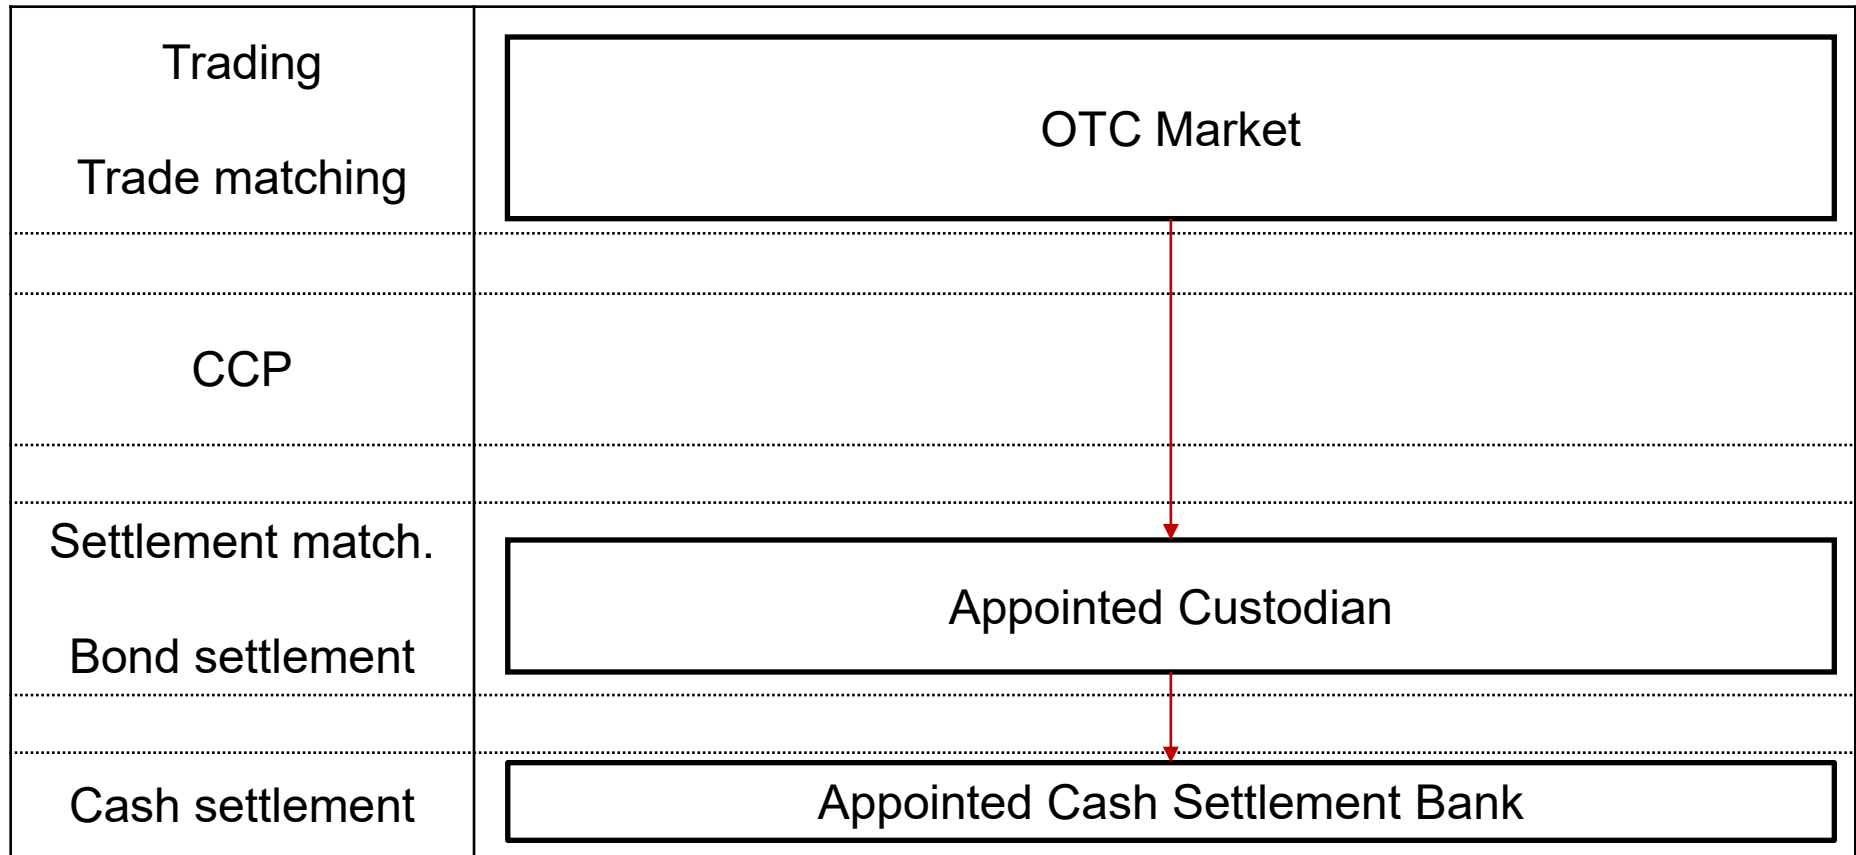 Trading
Trade matching
OTC Market
CCP
Settlement match.
Bond settlement
Appointed Custodian
Cash settlement
Appointed Cash Settlement Bank